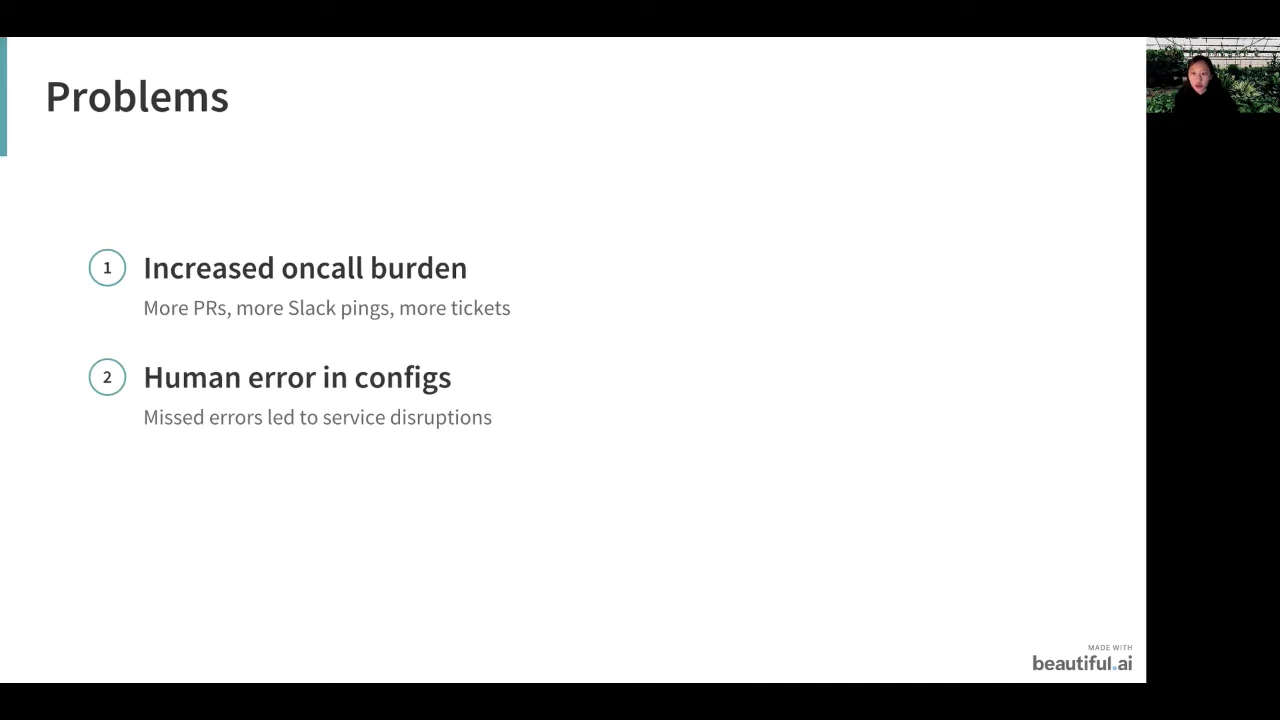 Problems
1
Increased oncall burden
More PRs, more Slack pings, more tickets
2
Human error in configs
Missed errors led to service disruptions
MADE WITH
beautiful.ai